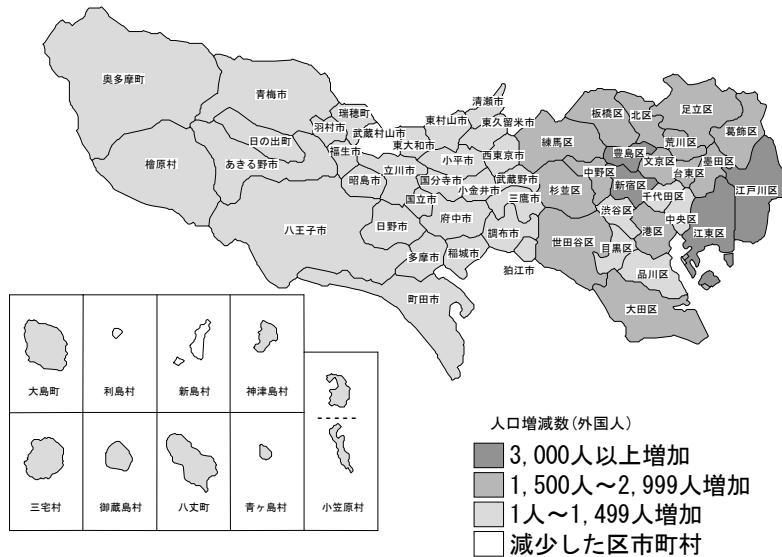 奥多摩町
青梅市
瑞穂町
羽村市
日の出町
福生市
武蔵村山市
檜原村
あきる野市
昭島市
立川市
東大和市
東村山市
清瀬市
東久留米市
小平市
西東京市
国分寺市
小金井市
武蔵野市
国立市
三鷹市
八王子市
日野市
府中市
調布市
多摩市
稲城市
狛江市
町田市
練馬区
板橋区
北区
足立区
葛飾区
荒川区
豊島区
文京区
墨田区
台東区
中野区
新宿区
千代田区
江戸川区
杉並区
渋谷区
中央区
江東区
港区
世田谷区
目黒区
品川区
大田区
大島町
利島村
新島村
神津島村
三宅村
御蔵島村
八丈町
青ヶ島村
小笠原村
人口増減数(外国人)
3,000人以上増加
1,500人～2,999人増加
1人～1,499人増加
減少した区市町村